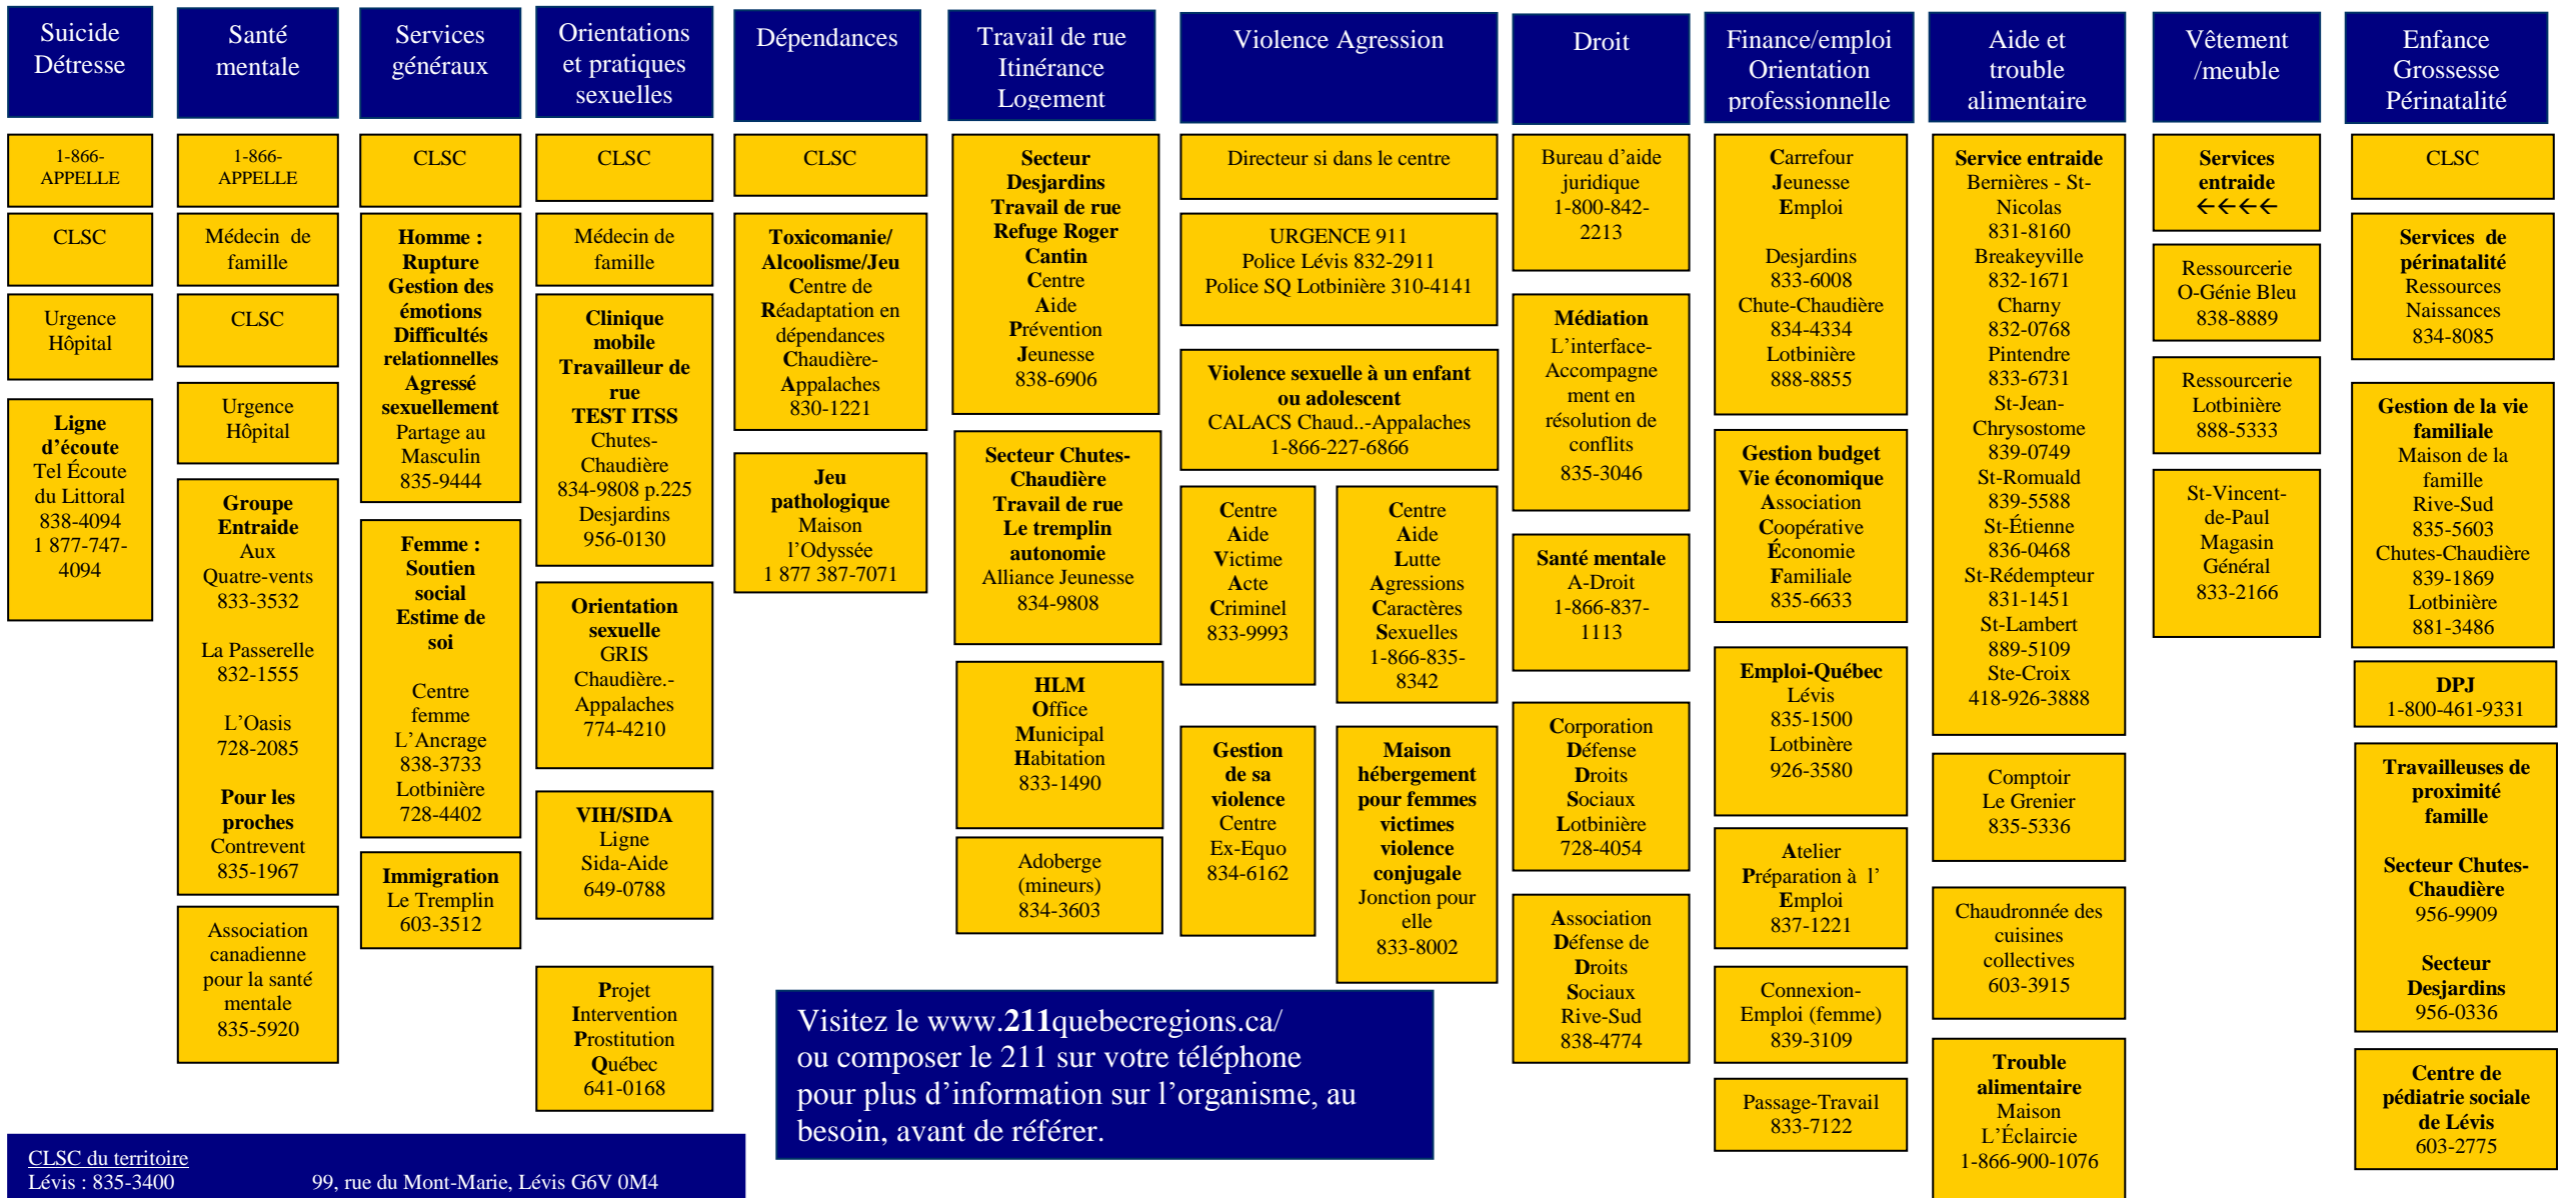 Suicide
Détresse
1-866-
APPELLE
CLSC
Urgence
Hôpital
Ligne
d'écoute
Tel Écoute
du Littoral
838-4094
1 877-747-
4094
Santé
mentale
1-866-
APPELLE
Médecin de
famille
CLSC
Urgence
Hôpital
Groupe
Entraide
Aux
Quatre-vents
833-3532
La Passerelle
832-1555
L'Oasis
728-2085
Pour les
proches
Contrevent
835-1967
Association
canadienne
pour la santé
mentale
835-5920
Services
généraux
CLSC
Homme :
Rupture
Gestion des
émotions
Difficultés
relationnelles
Agressé
sexuellement
Partage au
Masculin
835-9444
Femme :
Soutien
social
Estime de
soi
Centre
femme
L'Ancrage
838-3733
Lotbinière
728-4402
Immigration
Le Tremplin
603-3512
Orientations
et pratiques
sexuelles
CLSC
Médecin de
famille
Clinique
mobile
Travailleur de
rue
TEST ITSS
Chutes-
Chaudière
834-9808 p.225
Desjardins
956-0130
Orientation
sexuelle
GRIS
Chaudière.-
Appalaches
774-4210
VIH/SIDA
Ligne
Sida-Aide
649-0788
Projet
Intervention
Prostitution
Québec
641-0168
Dépendances
CLSC
Toxicomanie/
Alcoolisme/Jeu
Centre de
Réadaptation en
dépendances
Chaudière-
Appalaches
830-1221
Jeu
pathologique
Maison
l'Odyssée
1 877 387-7071
Travail de rue
Itinérance
Logement
Secteur
Desjardins
Travail de rue
Refuge Roger
Cantin
Centre
Aide
Prévention
Jeunesse
838-6906
Secteur Chutes-
Chaudière
Travail de rue
Le tremplin
autonomie
Alliance Jeunesse
834-9808
HLM
Office
Municipal
Habitation
833-1490
Adoberge
(mineurs)
834-3603
Violence Agression
Directeur si dans le centre
URGENCE 911
Police Lévis 832-2911
Police SQ Lotbinière 310-4141
Violence sexuelle à un enfant
ou adolescent
CALACS Chaud..-Appalaches
1-866-227-6866
Centre
Aide
Victime
Acte
Criminel
833-9993
Centre
Aide
Lutte
Agressions
Caractères
Sexuelles
1-866-835-
8342
Gestion
de sa
violence
Centre
Ex-Equo
834-6162
Maison
hébergement
pour femmes
victimes
violence
conjugale
Jonction pour
elle
833-8002
Droit
Bureau d'aide
juridique
1-800-842-
2213
Médiation
L'interface-
Accompagne
ment en
résolution de
conflits
835-3046
Santé mentale
A-Droit
1-866-837-
1113
Corporation
Défense
Droits
Sociaux
Lotbinière
728-4054
Association
Défense de
Droits
Sociaux
Rive-Sud
838-4774
Finance/emploi
Orientation
professionnelle
Carrefour
Jeunesse
Emploi
Desjardins
833-6008
Chute-Chaudière
834-4334
Lotbinière
888-8855
Gestion budget
Vie économique
Association
Coopérative
Économie
Familiale
835-6633
Emploi-Québec
Lévis
835-1500
Lotbinère
926-3580
Atelier
Préparation à l'
Emploi
837-1221
Connexion-
Emploi (femme)
839-3109
Passage-Travail
833-7122
Aide et
trouble
alimentaire
Service entraide
Bernières - St-
Nicolas
831-8160
Breakeyville
832-1671
Charny
832-0768
Pintendre
833-6731
St-Jean-
Chrysostome
839-0749
St-Romuald
839-5588
St-Étienne
836-0468
St-Rédempteur
831-1451
St-Lambert
889-5109
Ste-Croix
418-926-3888
Comptoir
Le Grenier
835-5336
Chaudronnée des
cuisines
collectives
603-3915
Trouble
alimentaire
Maison
L'Éclaircie
1-866-900-1076
Vêtement
/meuble
Services
entraide
←←←←
Ressourcerie
O-Génie Bleu
838-8889
Ressourcerie
Lotbinière
888-5333
St-Vincent-
de-Paul
Magasin
Général
833-2166
Enfance
Grossesse
Périnatalité
CLSC
Services de
périnatalité
Ressources
Naissances
834-8085
Gestion de la vie
familiale
Maison de la
famille
Rive-Sud
835-5603
Chutes-Chaudière
839-1869
Lotbinière
881-3486
DPJ
1-800-461-9331
Travailleuses de
proximité
famille
Secteur Chutes-
Chaudière
956-9909
Secteur
Desjardins
956-0336
Centre de
pédiatrie sociale
de Lévis
603-2775
Visitez le www.211quebecregions.ca/
ou composer le 211 sur votre téléphone
pour plus d'information sur l'organisme, au
besoin, avant de référer.
CLSC du territoire
Lévis : 835-3400 99, rue du Mont-Marie, Lévis G6V 0M4